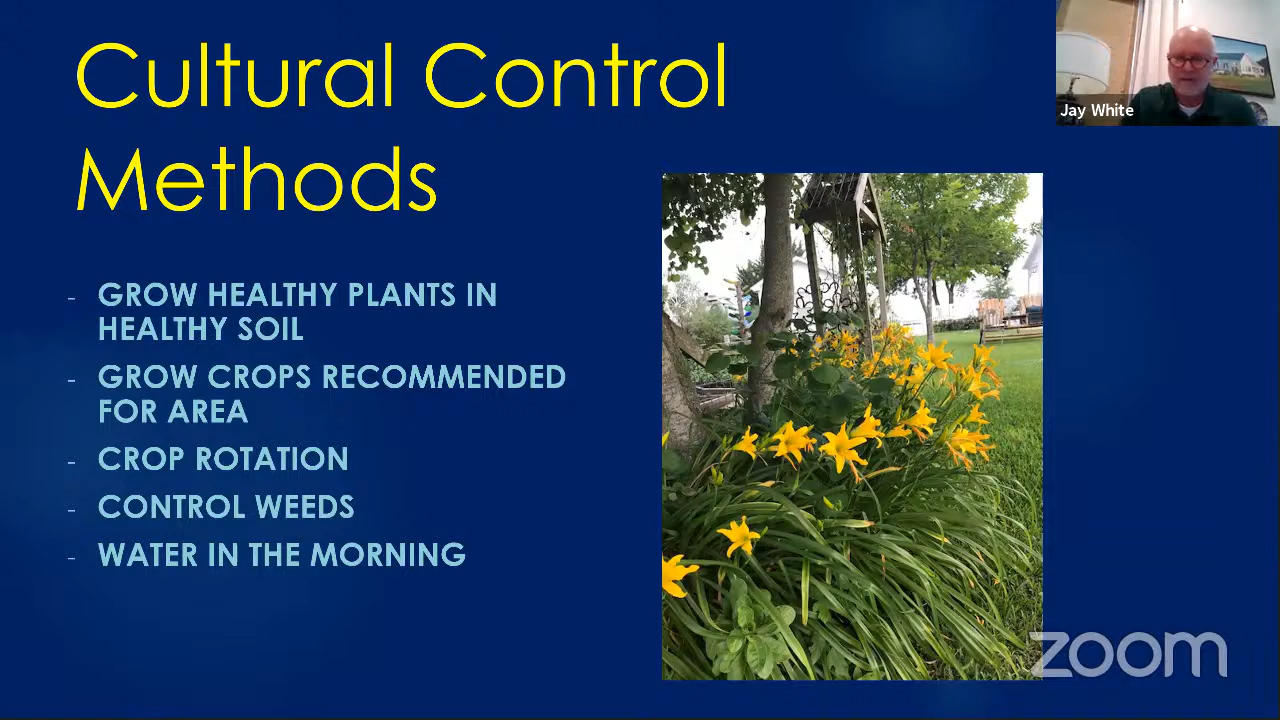 Cultural Control
Methods
Jay White
- GROW HEALTHY PLANTS IN
HEALTHY SOIL
- GROW CROPS RECOMMENDED
FOR AREA
- CROP ROTATION
- CONTROL WEEDS
- WATER IN THE MORNING
zoom